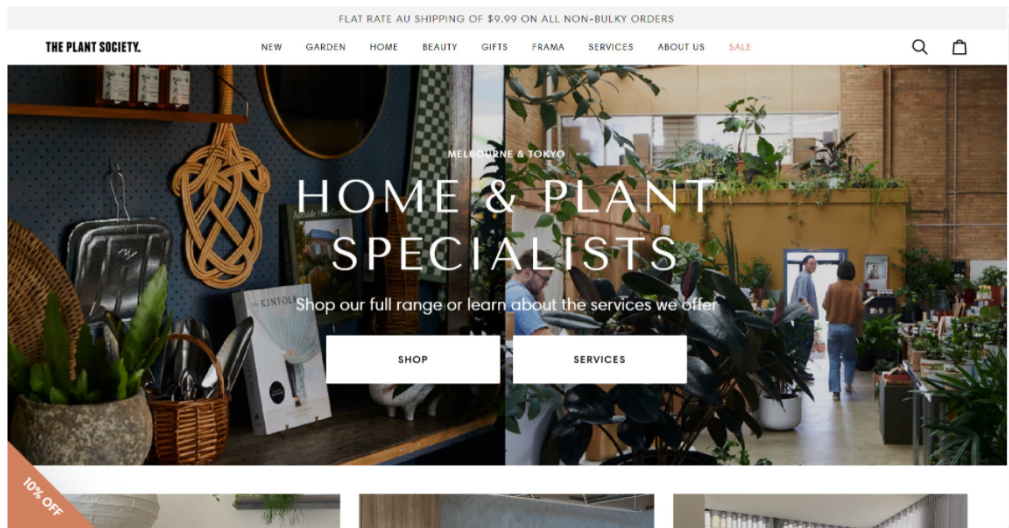 FLAT RATE AU SHIPPING OF $9.99 ON ALL NON-BULKY ORDERS
THE PLANT SOCIETY.
NEW GARDEN HOME BEAUTY GIFTS FRAMA SERVICES ABOUT US SALE
MELBOURNE & TOKYO
HOME & PLANT
SPECIALISTS
KINFOLK
Shop our full range or learn about the services we offer
SHOP SERVICES
10% OFF